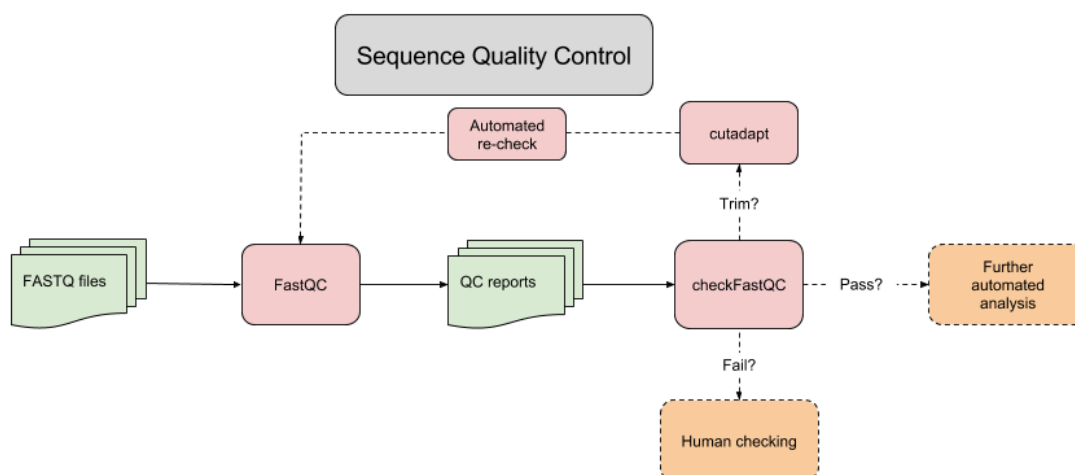 Sequence Quality Control
Automated
re-check
cutadapt
Trim?
FASTQ files
FastQC
QC reports
checkFastQC
Pass?
Further
automated
analysis
Fail?
Human checking